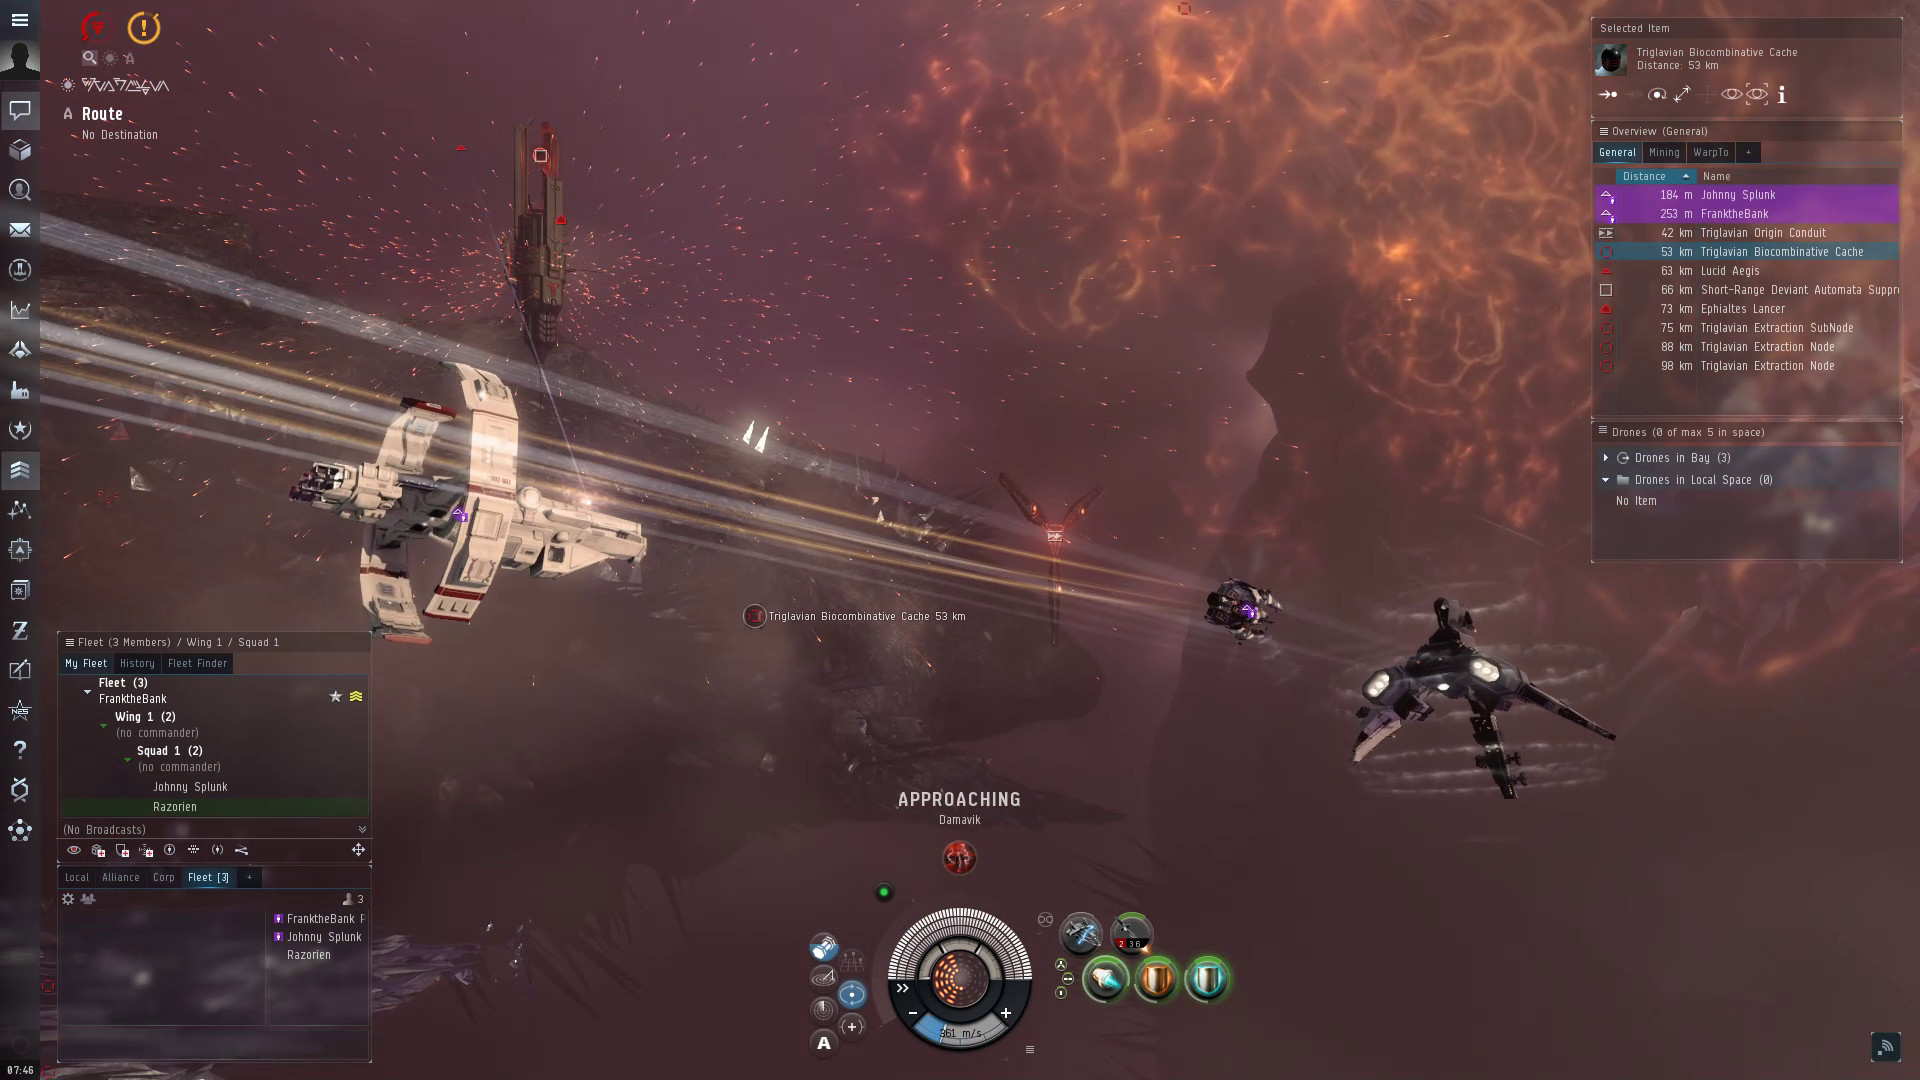 Route
No Destination
Selected Item
Triglavian Biocombinative Cache
Distance: 53 km
Overview (General)
General Mining WarpTo +
Distance Name
184 m Johnny Splunk
253 m FranktheBank
42 km Triglavian Origin Conduit
53 km Triglavian Biocombinative Cache
63 km Lucid Aegis
66 km Short-Range Deviant Automata Suppre
73 km Ephialtes Lancer
75 km Triglavian Extraction SubNode
88 km Triglavian Extraction Node
98 km Triglavian Extraction Node
Drones (0 of max 5 in space)
Drones in Bay (3)
Drones in Local Space (0)
No Item
Triglavian Biocombinative Cache 53 km
Fleet (3 Members) / Wing 1 / Squad 1
My Fleet History Fleet Finder
Fleet (3)
FranktheBank
Wing 1 (2)
(no commander)
Squad 1 (2)
(no commander)
Johnny Splunk
Razorien
(No Broadcasts)
Local Alliance Corp Fleet [3] +
3
FranktheBank
Johnny Splunk
Razorien
APPROACHING
Damavik
361 m/s
A
07:46